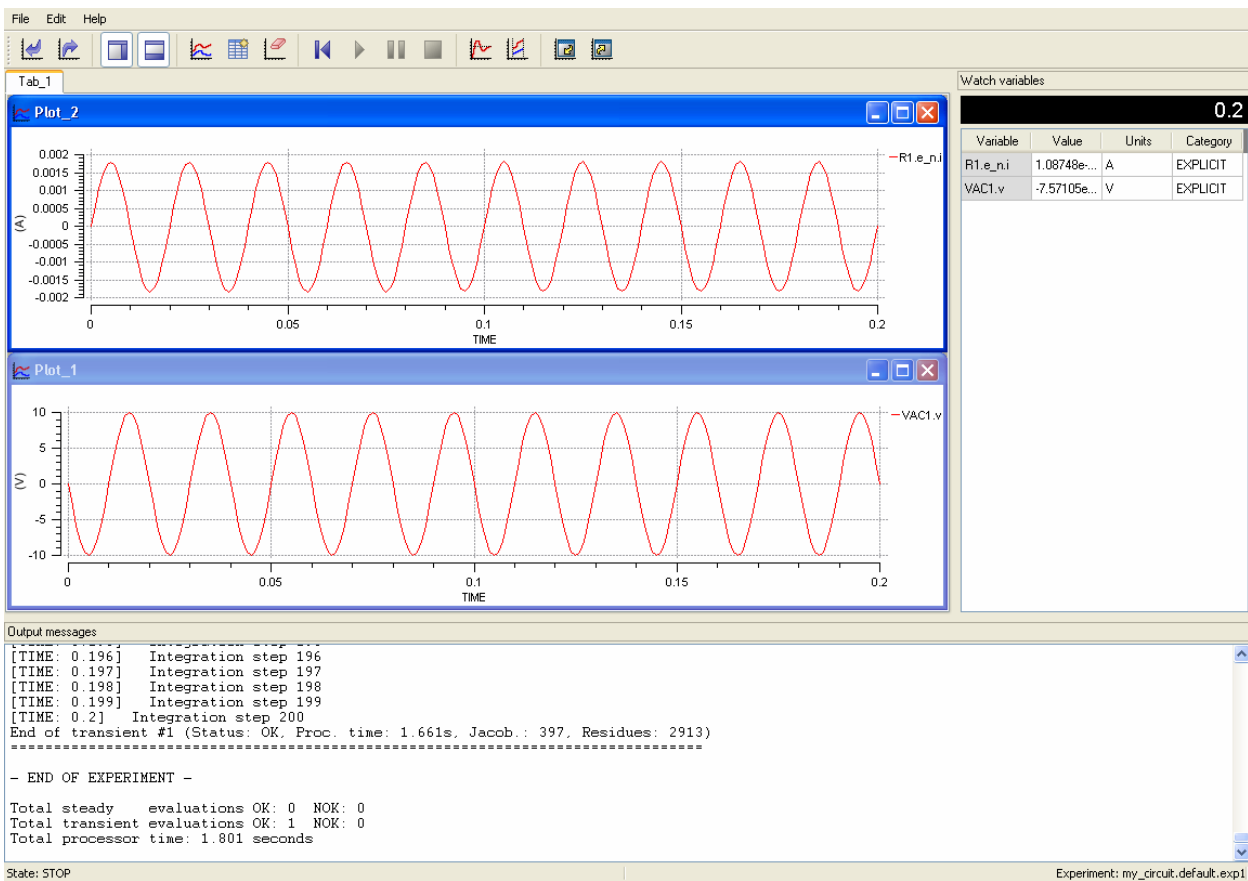 File Edit Help
Tab_1
Watch variables
Plot_2
0.2
Variable Value Units Category
R1.e_n.i 1.08748e-... A EXPLICIT
VAC1.v -7.57105e... V EXPLICIT
R1.e_n.i
0.002
0.0015
0.001
0.0005
0
-0.0005
-0.001
-0.0015
-0.002
(A)
0 0.05 0.1 0.15 0.2
TIME
Plot_1
VAC1.v
10
5
0
-5
-10
(V)
0 0.05 0.1 0.15 0.2
TIME
Output messages
[TIME: 0.196] Integration step 196
[TIME: 0.197] Integration step 197
[TIME: 0.198] Integration step 198
[TIME: 0.199] Integration step 199
[TIME: 0.2] Integration step 200
End of transient #1 (Status: OK, Proc. time: 1.661s, Jacob.: 397, Residues: 2913)
===============================================================================
- END OF EXPERIMENT -
Total steady evaluations OK: 0 NOK: 0
Total transient evaluations OK: 1 NOK: 0
Total processor time: 1.801 seconds
State: STOP
Experiment: my_circuit.default.exp1